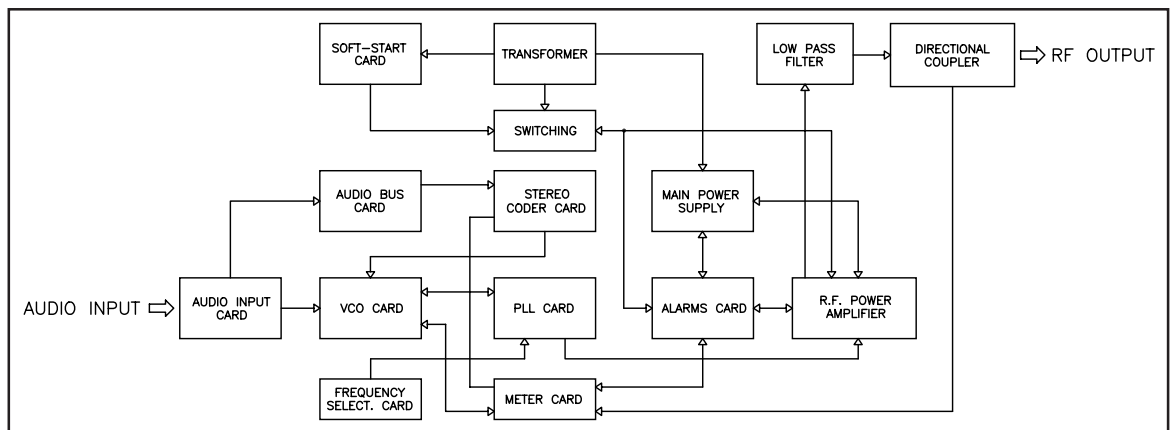 SOFT-START
CARD
TRANSFORMER
LOW PASS
FILTER
DIRECTIONAL
COUPLER
RF OUTPUT
SWITCHING
AUDIO BUS
CARD
STEREO
CODER CARD
MAIN POWER
SUPPLY
AUDIO INPUT
AUDIO INPUT
CARD
VCO CARD
PLL CARD
ALARMS CARD
R.F. POWER
AMPLIFIER
FREQUENCY
SELECT. CARD
METER CARD